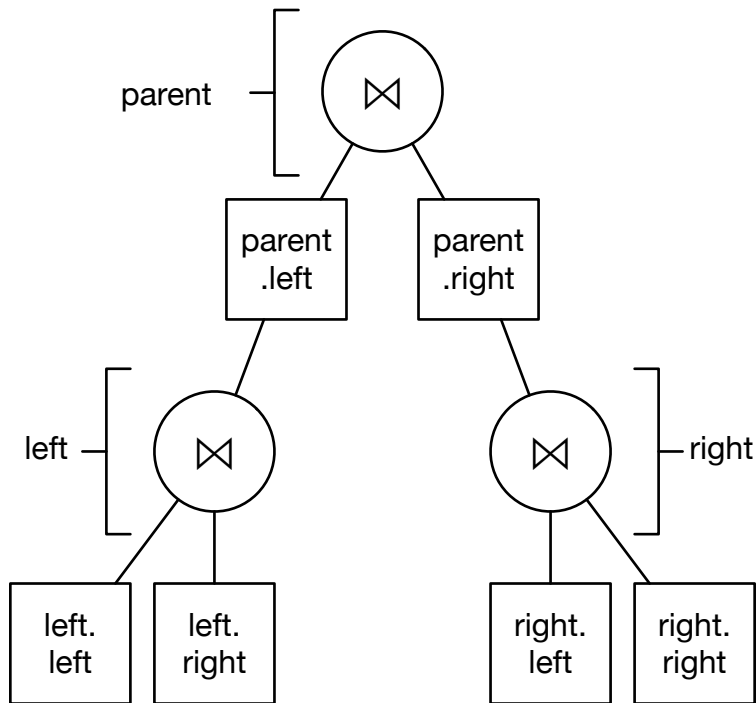 parent
⋈
parent
.left
parent
.right
left
⋈
⋈
right
left.
left
left.
right
right.
left
right.
right